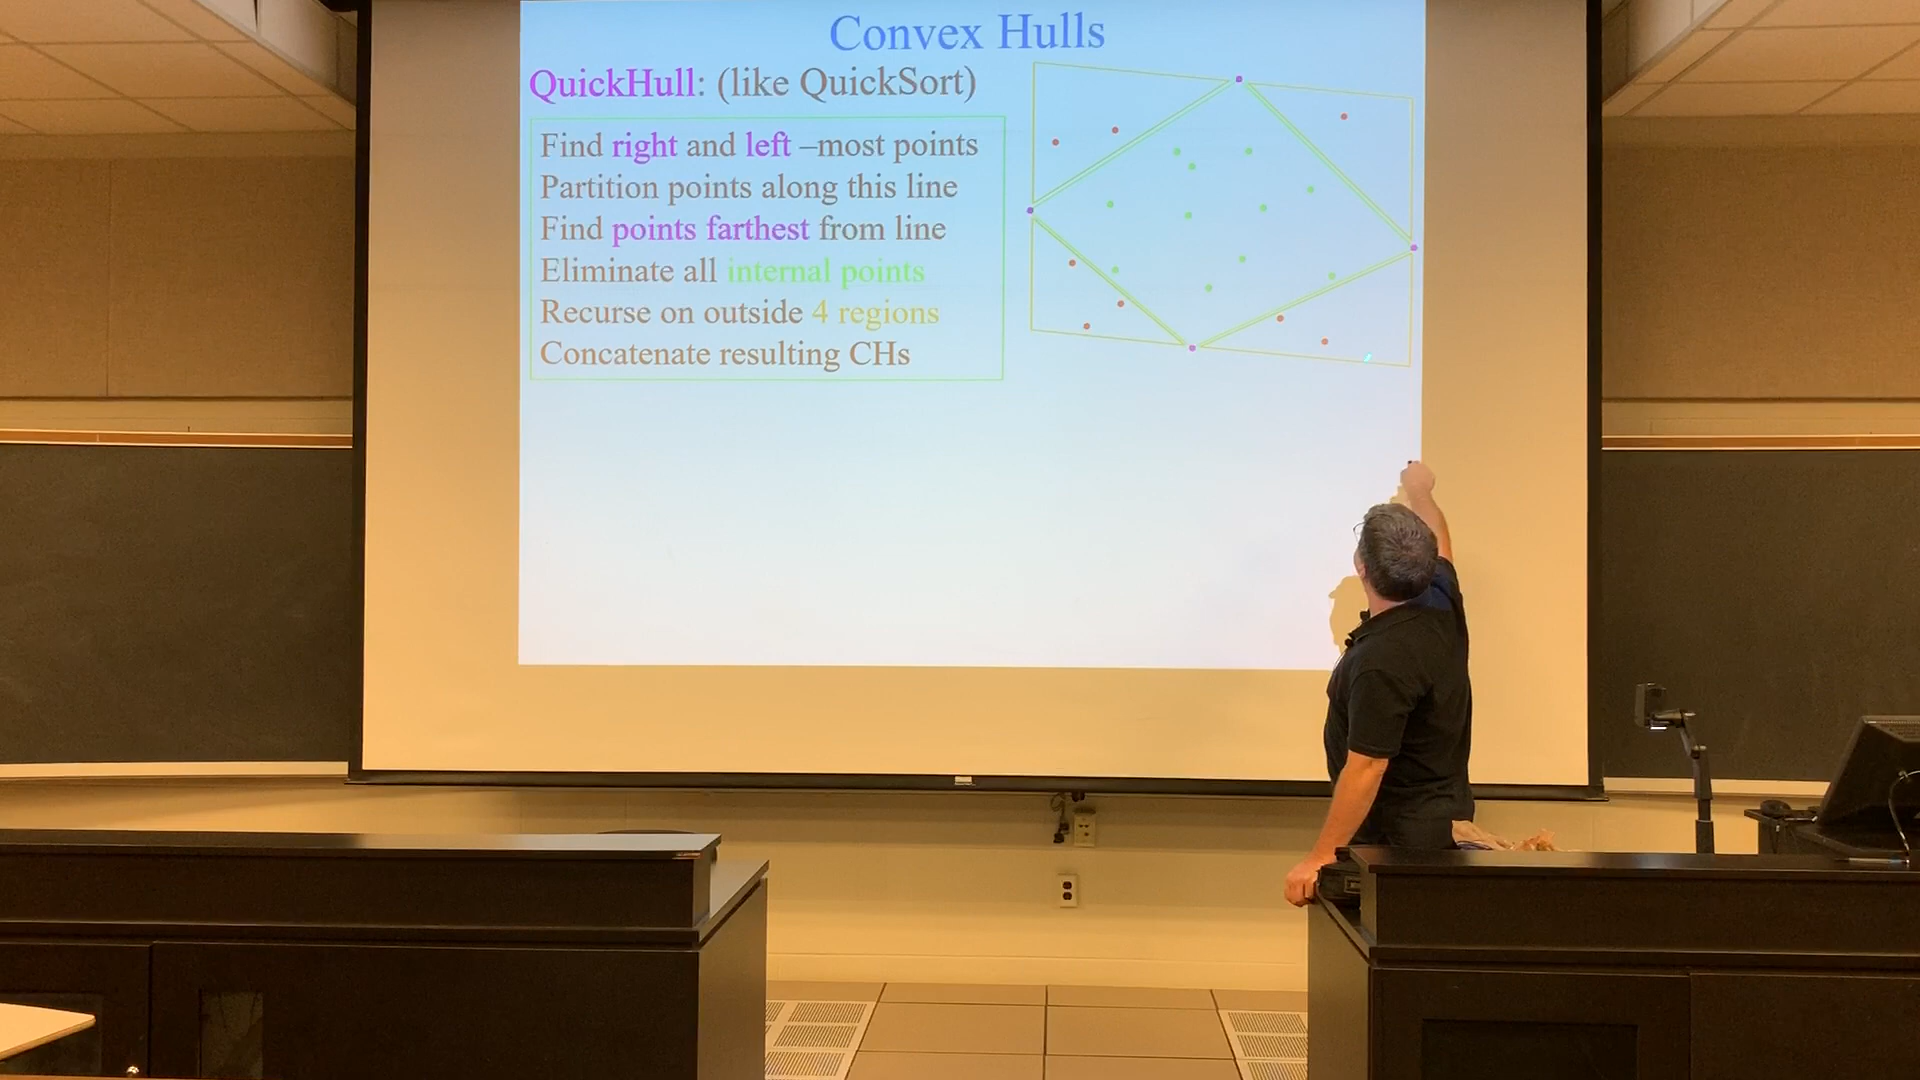 Convex Hulls
QuickHull: (like QuickSort)
Find right and left –most points
Partition points along this line
Find points farthest from line
Eliminate all internal points
Recurse on outside 4 regions
Concatenate resulting CHs